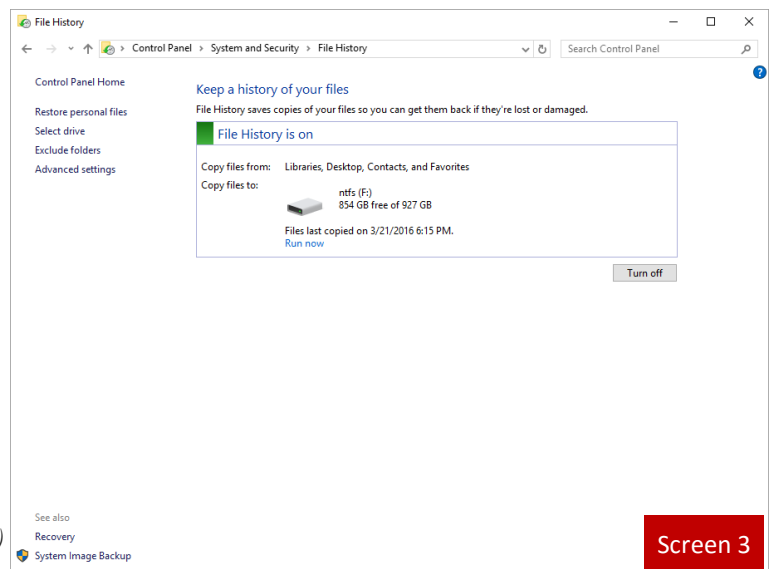 File History
Control Panel > System and Security > File History
Search Control Panel
?
Control Panel Home
Restore personal files
Select drive
Exclude folders
Advanced settings
Keep a history of your files
File History saves copies of your files so you can get them back if they're lost or damaged.
File History is on
Copy files from: Libraries, Desktop, Contacts, and Favorites
Copy files to:
ntfs (F:)
854 GB free of 927 GB
Files last copied on 3/21/2016 6:15 PM.
Run now
Turn off
See also
)
Recovery
System Image Backup
Screen 3